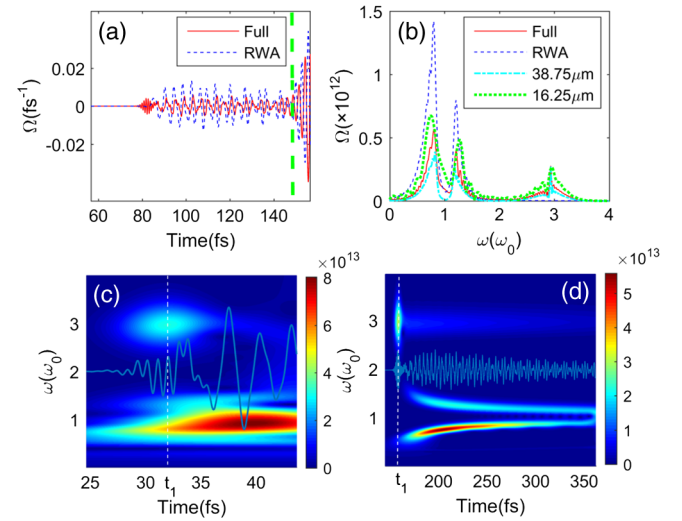 (a)
Full
RWA
Ω(fs⁻¹)
0.02
0
-0.02
60 80 100 120 140
Time(fs)
(b)
Full
RWA
38.75μm
16.25μm
Ω(×10¹²)
1.5
1
0.5
0
0 1 2 3 4
ω(ω₀)
(c)
ω(ω₀)
3
2
1
25 30 t₁ 35 40
Time(fs)
×10¹³
8
6
4
2
0
(d)
ω(ω₀)
3
2
1
t₁ 200 250 300 350
Time(fs)
×10¹³
5
4
3
2
1
0